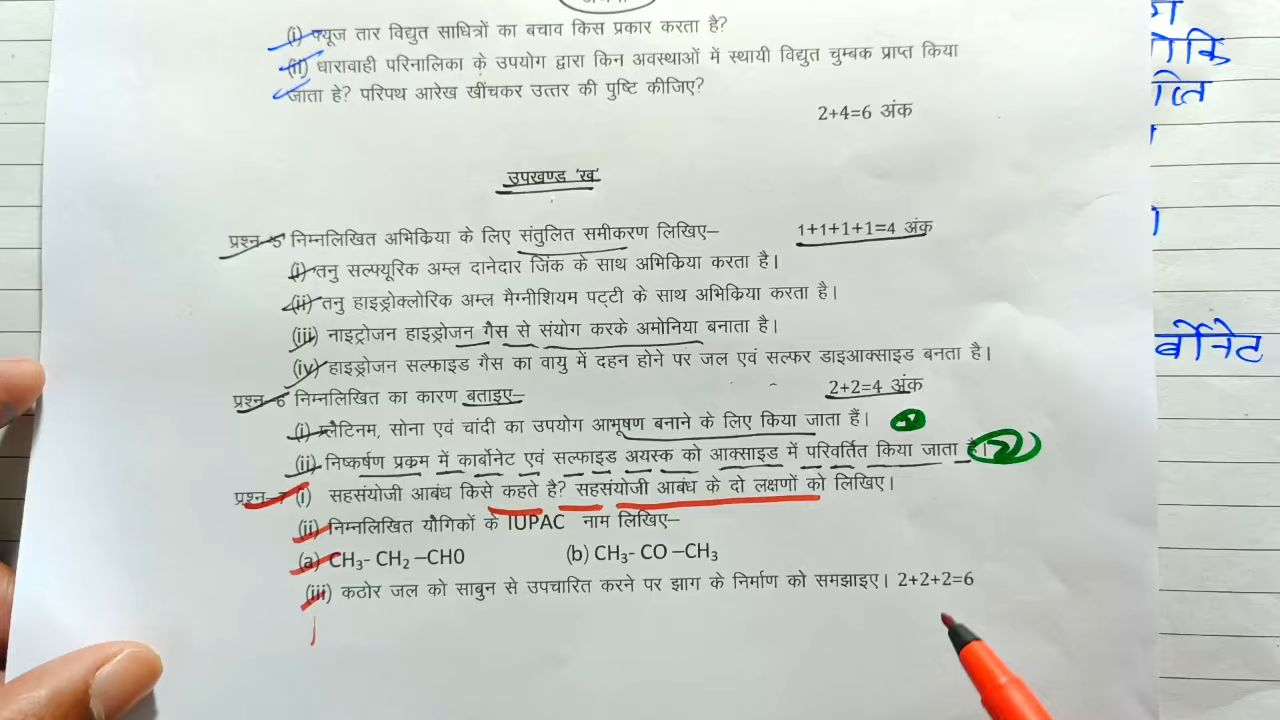 (i) फ्यूज तार विद्युत साधित्रों का बचाव किस प्रकार करता है?
(ii) धारावाही परिनालिका के उपयोग द्वारा किन अवस्थाओं में स्थायी विद्युत चुम्बक प्राप्त किया
जाता हे? परिपथ आरेख खींचकर उत्तर की पुष्टि कीजिए?
2+4=6 अंक
उपखण्ड 'ख'
प्रश्न-5 निम्नलिखित अभिक्रिया के लिए संतुलित समीकरण लिखिए– 1+1+1+1=4 अंक
(i) तनु सल्फ्यूरिक अम्ल दानेदार जिंक के साथ अभिक्रिया करता है।
(ii) तनु हाइड्रोक्लोरिक अम्ल मैग्नीशियम पट्टी के साथ अभिक्रिया करता है।
(iii) नाइट्रोजन हाइड्रोजन गैस से संयोग करके अमोनिया बनाता है।
(iv) हाइड्रोजन सल्फाइड गैस का वायु में दहन होने पर जल एवं सल्फर डाइआक्साइड बनता है।
प्रश्न-6 निम्नलिखित का कारण बताइए– 2+2=4 अंक
(i) प्लैटिनम, सोना एवं चांदी का उपयोग आभूषण बनाने के लिए किया जाता हैं।
(ii) निष्कर्षण प्रक्रम में कार्बोनेट एवं सल्फाइड अयस्क को आक्साइड में परिवर्तित किया जाता है।
प्रश्न-7 (i) सहसंयोजी आबंध किसे कहते है? सहसंयोजी आबंध के दो लक्षणों को लिखिए।
(ii) निम्नलिखित यौगिकों के IUPAC नाम लिखिए–
(a) CH₃- CH₂ –CHO (b) CH₃- CO –CH₃
(iii) कठोर जल को साबुन से उपचारित करने पर झाग के निर्माण को समझाइए। 2+2+2=6
र्बोनेट